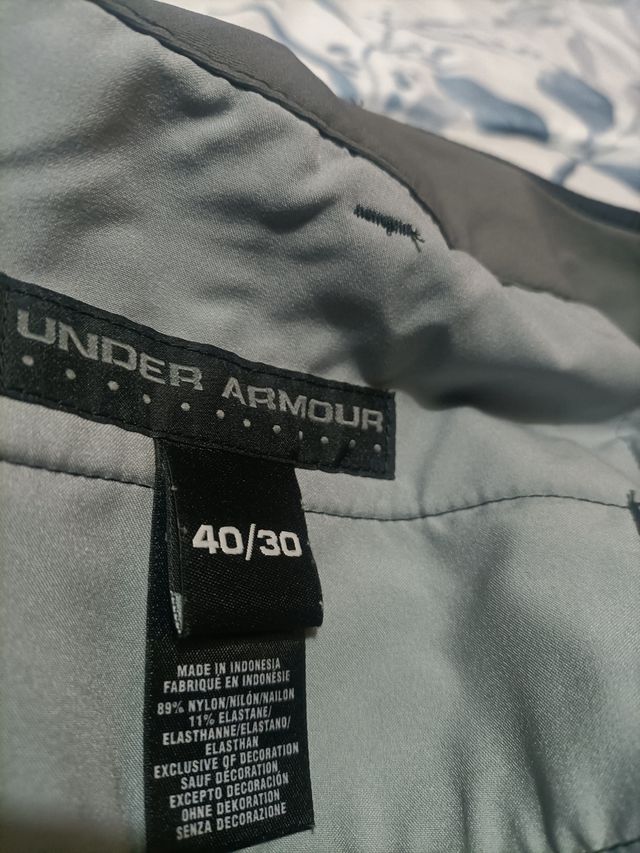 UNDER ARMOUR
40/30
MADE IN INDONESIA
FABRIQUÉ EN INDONÉSIE
89% NYLON/NILÓN/NAILON
11% ELASTANE/
ELASTHANNE/ELASTANO/
ELASTHAN
EXCLUSIVE OF DECORATION
SAUF DÉCORATION
EXCEPTO DECORACIÓN
OHNE DEKORATION
SENZA DECORAZIONE